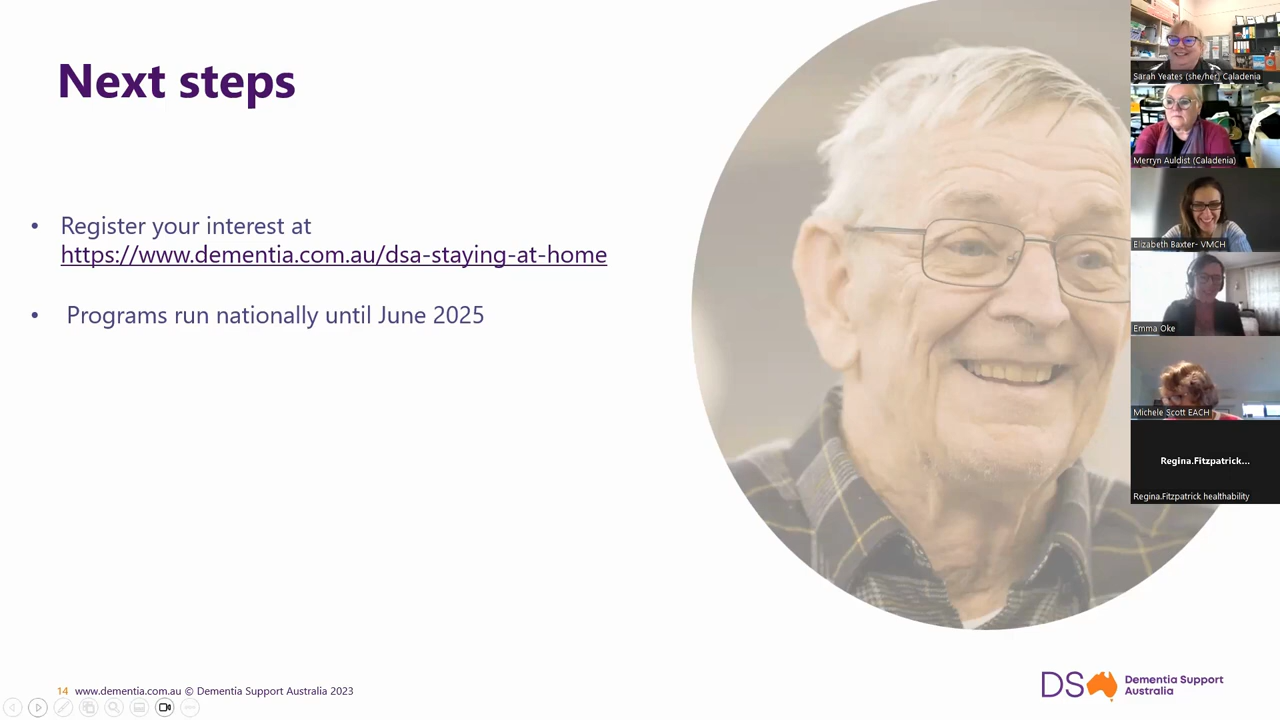 Next steps
• Register your interest at
https://www.dementia.com.au/dsa-staying-at-home
• Programs run nationally until June 2025
14 www.dementia.com.au © Dementia Support Australia 2023
DS
Dementia Support
Australia
Sarah Yeates (she/her) Caladenia
Merryn Auldist (Caladenia)
Elizabeth Baxter- VMCH
Emma Oke
Michele Scott EACH
Regina.Fitzpatrick...
Regina.Fitzpatrick healthability